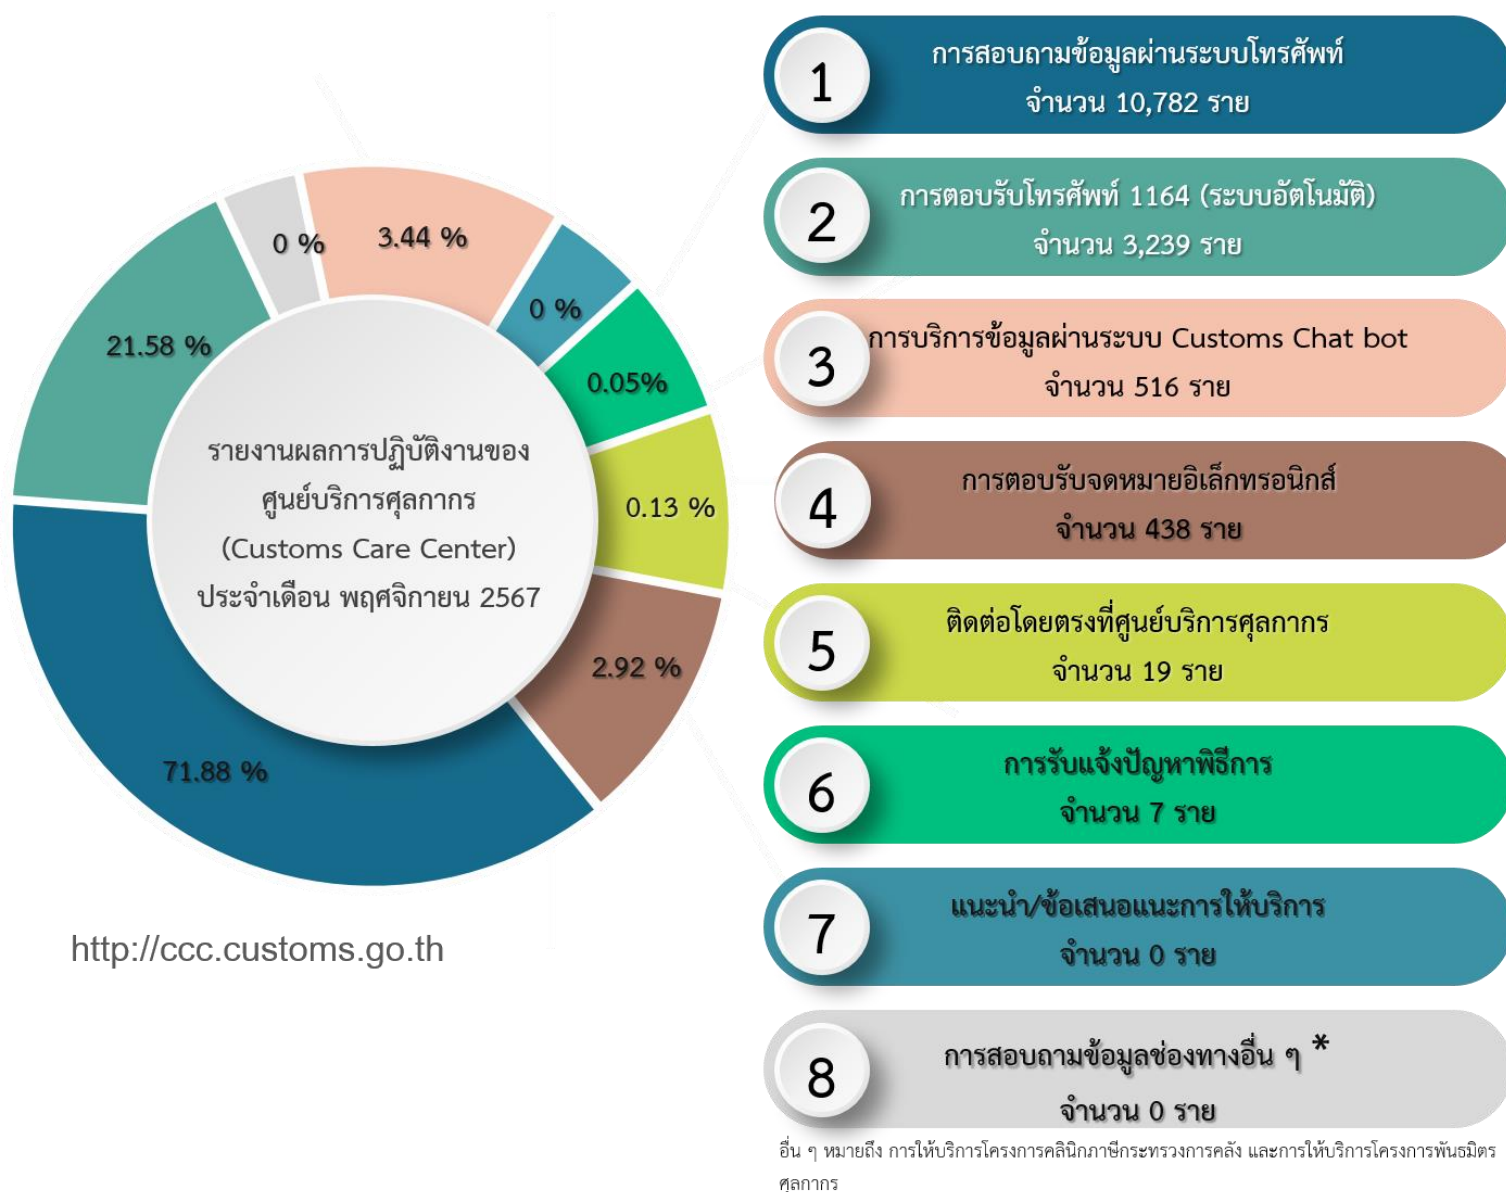 0 %
3.44 %
0 %
21.58 %
0.05%
0.13 %
2.92 %
71.88 %
รายงานผลการปฏิบัติงานของ
ศูนย์บริการศุลกากร
(Customs Care Center)
ประจำเดือน พฤศจิกายน 2567
http://ccc.customs.go.th
1
การสอบถามข้อมูลผ่านระบบโทรศัพท์
จำนวน 10,782 ราย
2
การตอบรับโทรศัพท์ 1164 (ระบบอัตโนมัติ)
จำนวน 3,239 ราย
3
การบริการข้อมูลผ่านระบบ Customs Chat bot
จำนวน 516 ราย
4
การตอบรับจดหมายอิเล็กทรอนิกส์
จำนวน 438 ราย
5
ติดต่อโดยตรงที่ศูนย์บริการศุลกากร
จำนวน 19 ราย
6
การรับแจ้งปัญหาพิธีการ
จำนวน 7 ราย
7
แนะนำ/ข้อเสนอแนะการให้บริการ
จำนวน 0 ราย
8
การสอบถามข้อมูลช่องทางอื่น ๆ *
จำนวน 0 ราย
อื่น ๆ หมายถึง การให้บริการโครงการคลินิกภาษีกระทรวงการคลัง และการให้บริการโครงการพันธมิตร
ศุลกากร